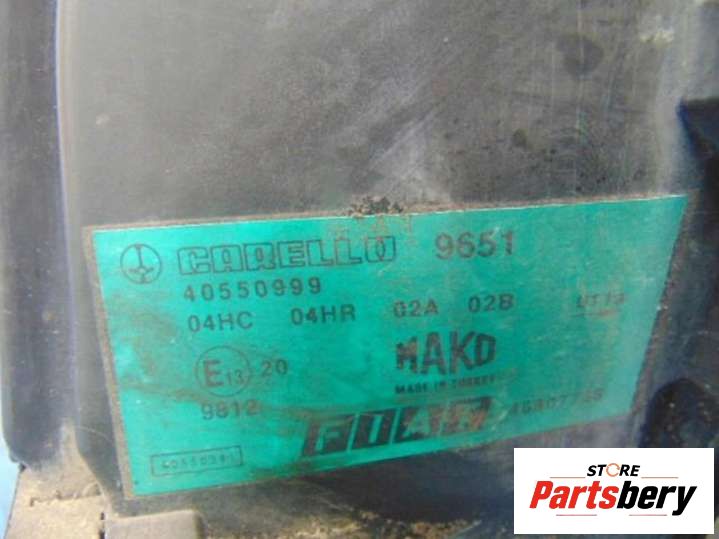 CARELLO 9651
40550999
04HC 04HR 02A 02B
E13 20
MAKO
MADE IN TURKEY
9812
FIAT
STORE
Partsbery